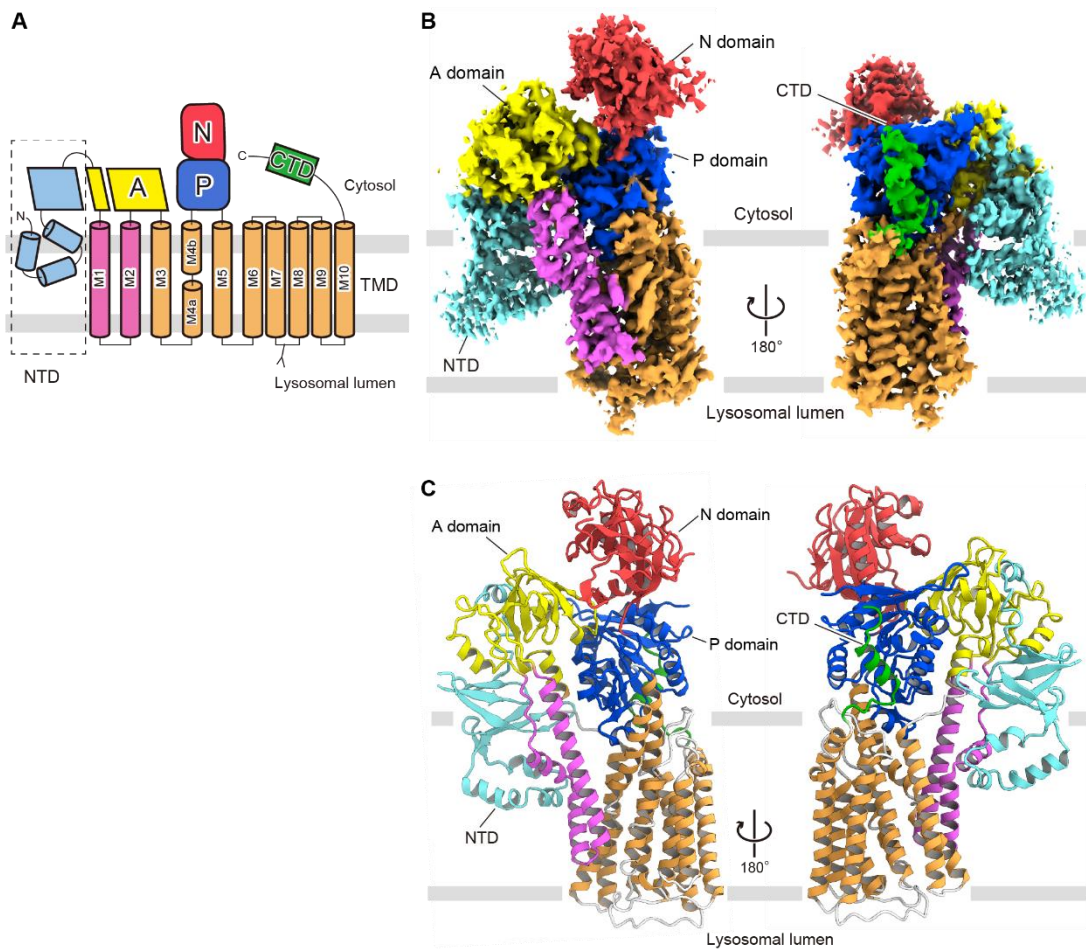 A
N
P
A
C
CTD
Cytosol
N
M1
M2
M3
M4b
M4a
M5
M6
M7
M8
M9
M10
TMD
NTD
Lysosomal lumen
B
N domain
A domain
P domain
Cytosol
NTD
180°
Lysosomal lumen
CTD
C
A domain
N domain
P domain
Cytosol
NTD
180°
Lysosomal lumen
CTD